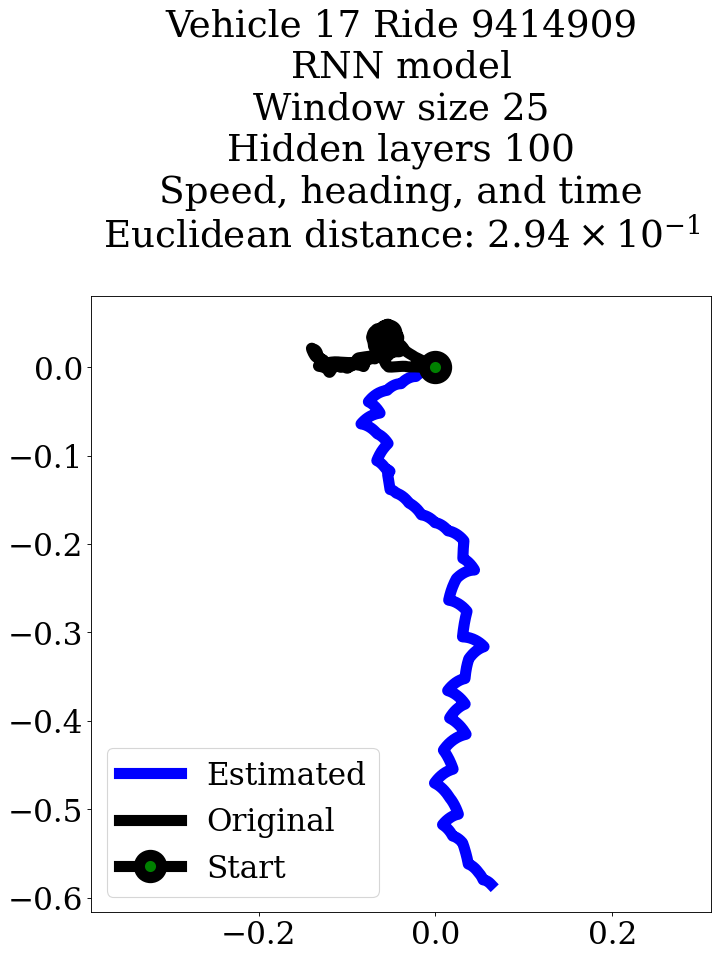 Vehicle 17 Ride 9414909
RNN model
Window size 25
Hidden layers 100
Speed, heading, and time
Euclidean distance: 2.94 × 10⁻¹
0.0
−0.1
−0.2
−0.3
−0.4
−0.5
−0.6
Estimated
Original
Start
−0.2 0.0 0.2